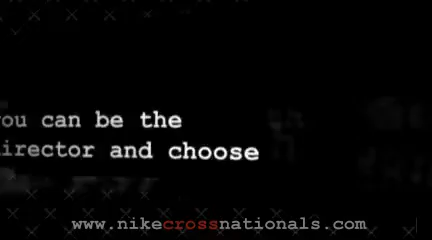 ou can be the
irector and choose
www.nikecrossnationals.com